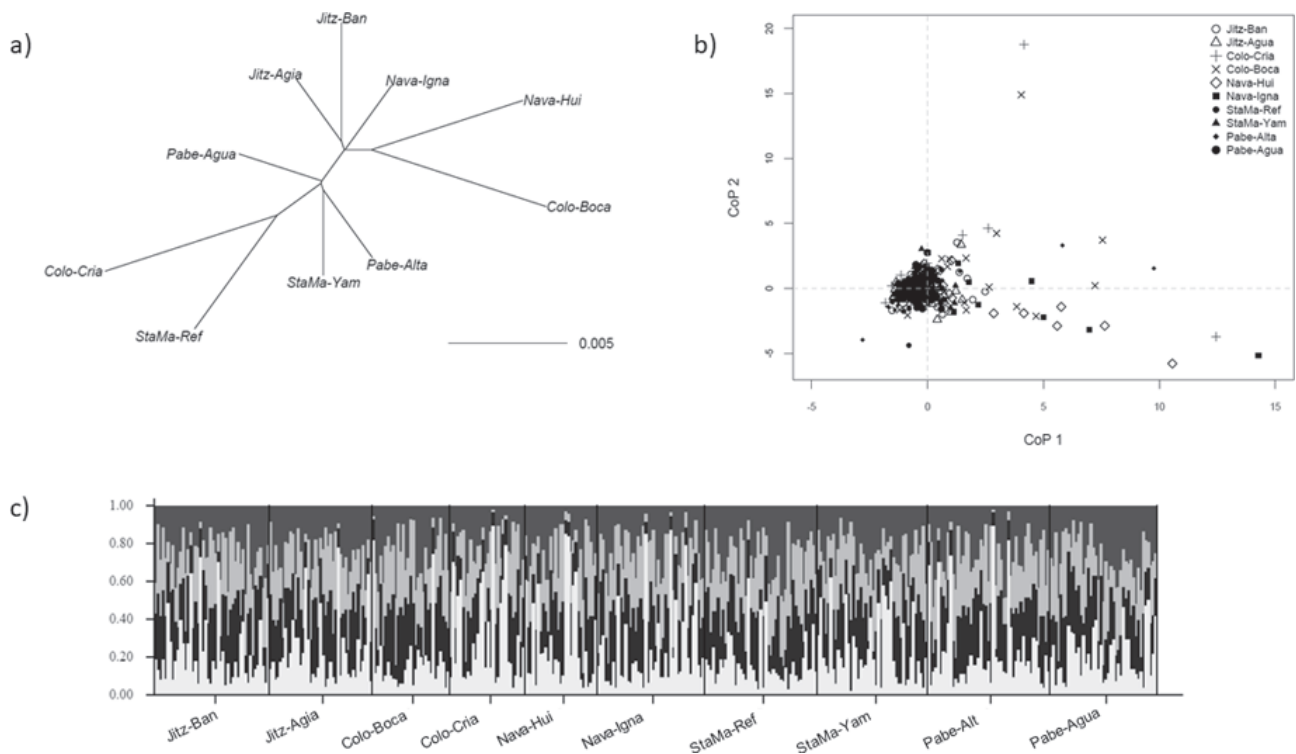 a)
Jitz-Ban
Jitz-Agia
Nava-Igna
Nava-Hui
Pabe-Agua
Colo-Boca
Colo-Cria
Pabe-Alta
StaMa-Yam
StaMa-Ref
0.005
b)
20
15
10
5
0
-5
CoP 2
Jitz-Ban
Jitz-Agua
Colo-Cria
Colo-Boca
Nava-Hui
Nava-Igna
StaMa-Ref
StaMa-Yam
Pabe-Alta
Pabe-Agua
-5 0 5 10 15
CoP 1
c)
1.00
0.80
0.60
0.40
0.20
0.00
Jitz-Ban
Jitz-Agia
Colo-Boca
Colo-Cria
Nava-Hui
Nava-Igna
StaMa-Ref
StaMa-Yam
Pabe-Alt
Pabe-Agua